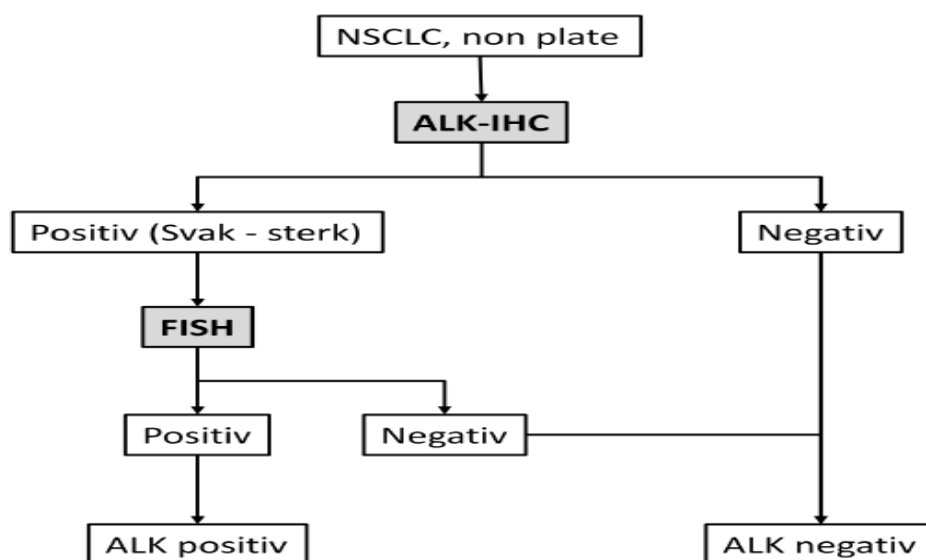 NSCLC, non plate
ALK-IHC
Positiv (Svak - sterk)
Negativ
FISH
Positiv
Negativ
ALK positiv
ALK negativ